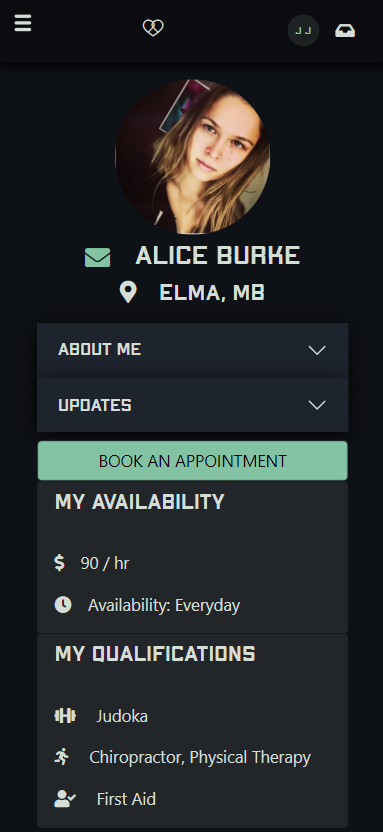 J J
ALICE BURKE
ELMA, MB
ABOUT ME
UPDATES
BOOK AN APPOINTMENT
MY AVAILABILITY
$ 90 / hr
Availability: Everyday
MY QUALIFICATIONS
Judoka
Chiropractor, Physical Therapy
First Aid